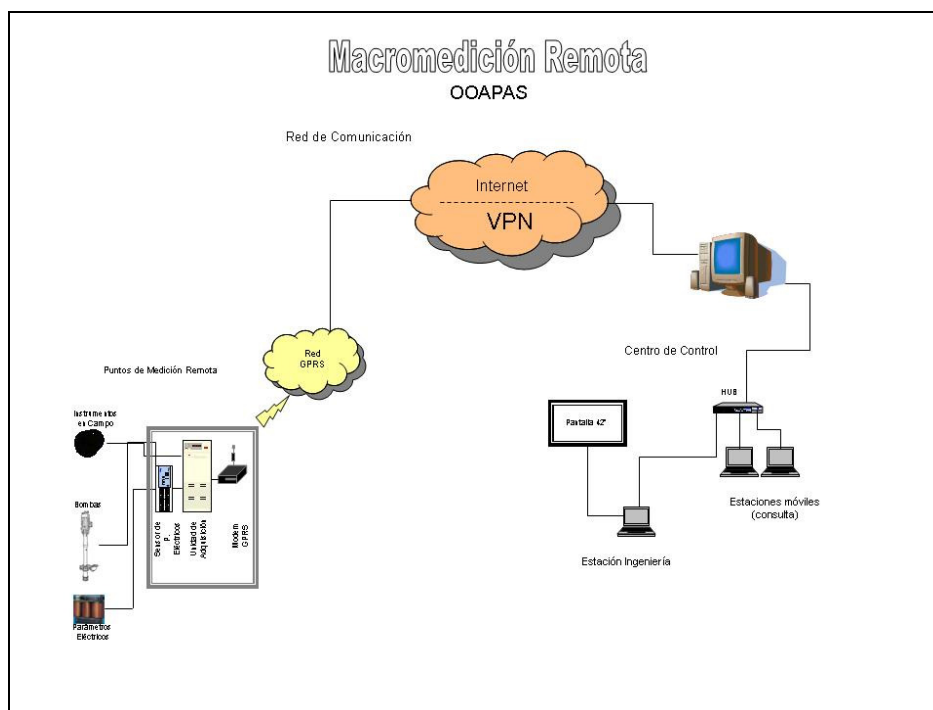 Macromedición Remota
OOAPAS
Red de Comunicación
Internet
VPN
Red
GPRS
Centro de Control
Puntos de Medición Remota
HUB
Instrumentos
en Campo
Pantalla 42"
Bombas
Sensor de
P.
Eléctricos
Unidad de
Adquisición
Modem
GPRS
Estaciones móviles
(consulta)
Estación Ingeniería
Parámetros
Eléctricos